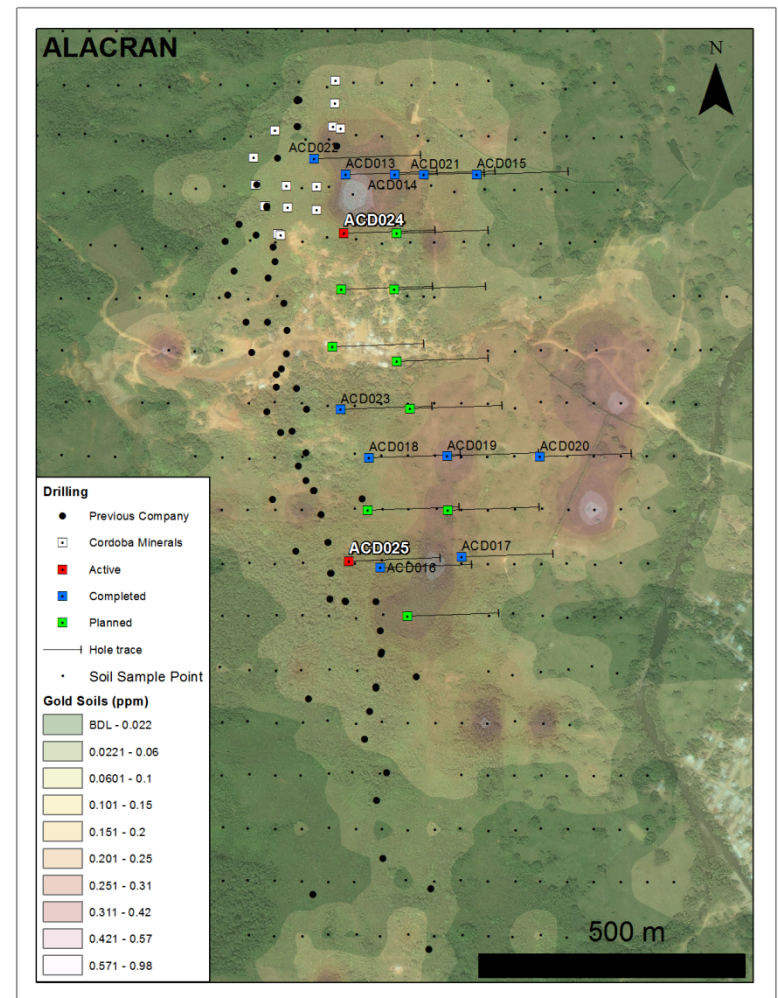 ALACRAN
N
ACD022
ACD013
ACD021
ACD015
ACD014
ACD024
ACD023
ACD018
ACD019
ACD020
ACD025
ACD017
ACD016
Drilling
Previous Company
Cordoba Minerals
Active
Completed
Planned
Hole trace
Soil Sample Point
Gold Soils (ppm)
BDL - 0.022
0.0221 - 0.06
0.0601 - 0.1
0.101 - 0.15
0.151 - 0.2
0.201 - 0.25
0.251 - 0.31
0.311 - 0.42
0.421 - 0.57
0.571 - 0.98
500 m